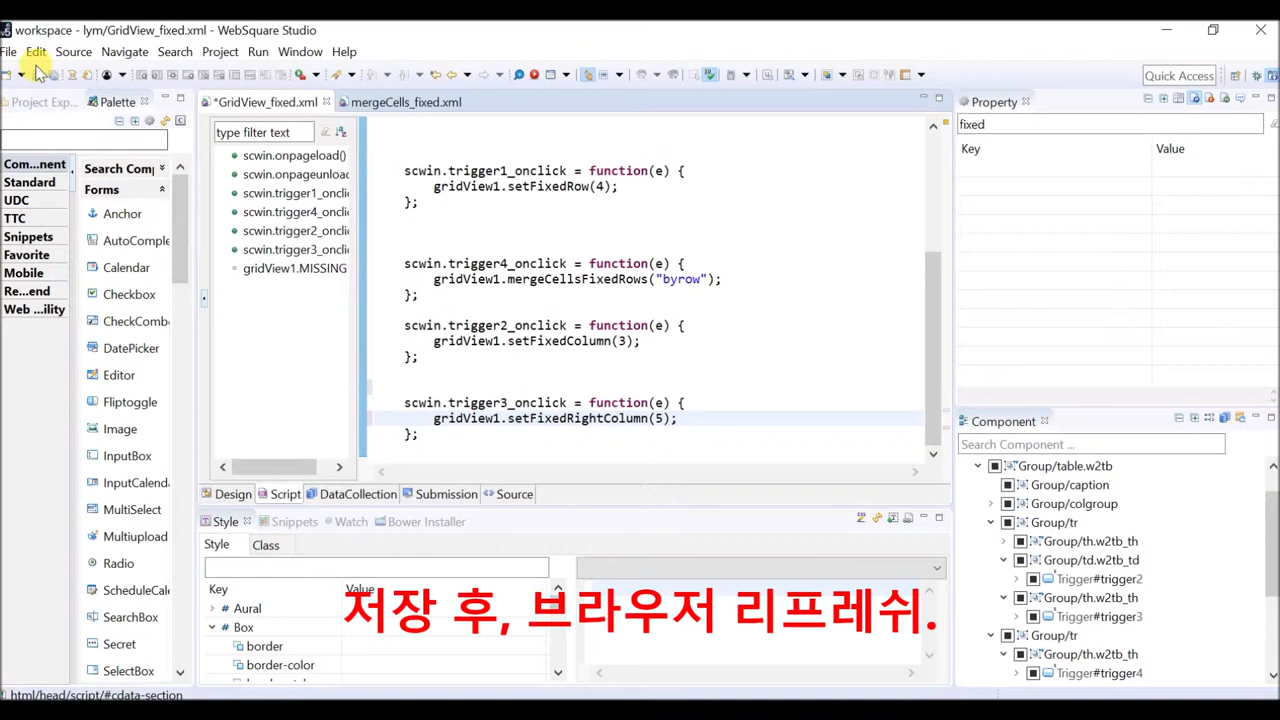 workspace - lym/GridView_fixed.xml - WebSquare Studio
File Edit Source Navigate Search Project Run Window Help
Quick Access
Project Exp... Palette
*GridView_fixed.xml mergeCells_fixed.xml
Property
type filter text
fixed
Key Value
Com...nent
Standard
UDC
TTC
Snippets
Favorite
Mobile
Re...end
Web ...ility
Search Comp
Forms
Anchor
AutoComple
Calendar
Checkbox
CheckCombo
DatePicker
Editor
Fliptoggle
Image
InputBox
InputCalenda
MultiSelect
Multiupload
Radio
ScheduleCale
SearchBox
Secret
SelectBox
scwin.onpageload()
scwin.onpageunloa
scwin.trigger1_onclic
scwin.trigger4_onclic
scwin.trigger2_onclic
scwin.trigger3_onclic
gridView1.MISSING
scwin.trigger1_onclick = function(e) {
gridView1.setFixedRow(4);
};
scwin.trigger4_onclick = function(e) {
gridView1.mergeCellsFixedRows("byrow");
};
scwin.trigger2_onclick = function(e) {
gridView1.setFixedColumn(3);
};
scwin.trigger3_onclick = function(e) {
gridView1.setFixedRightColumn(5);
};
Design Script DataCollection Submission Source
Style Snippets Watch Bower Installer
Style Class
Key Value
Aural
Box
border
border-color
Component
Search Component
Group/table.w2tb
Group/caption
Group/colgroup
Group/tr
Group/th.w2tb_th
Group/td.w2tb_td
Trigger#trigger2
Group/th.w2tb_th
Trigger#trigger3
Group/tr
Group/th.w2tb_th
Trigger#trigger4
저장 후, 브라우저 리프레쉬.
html/head/script/#cdata-section